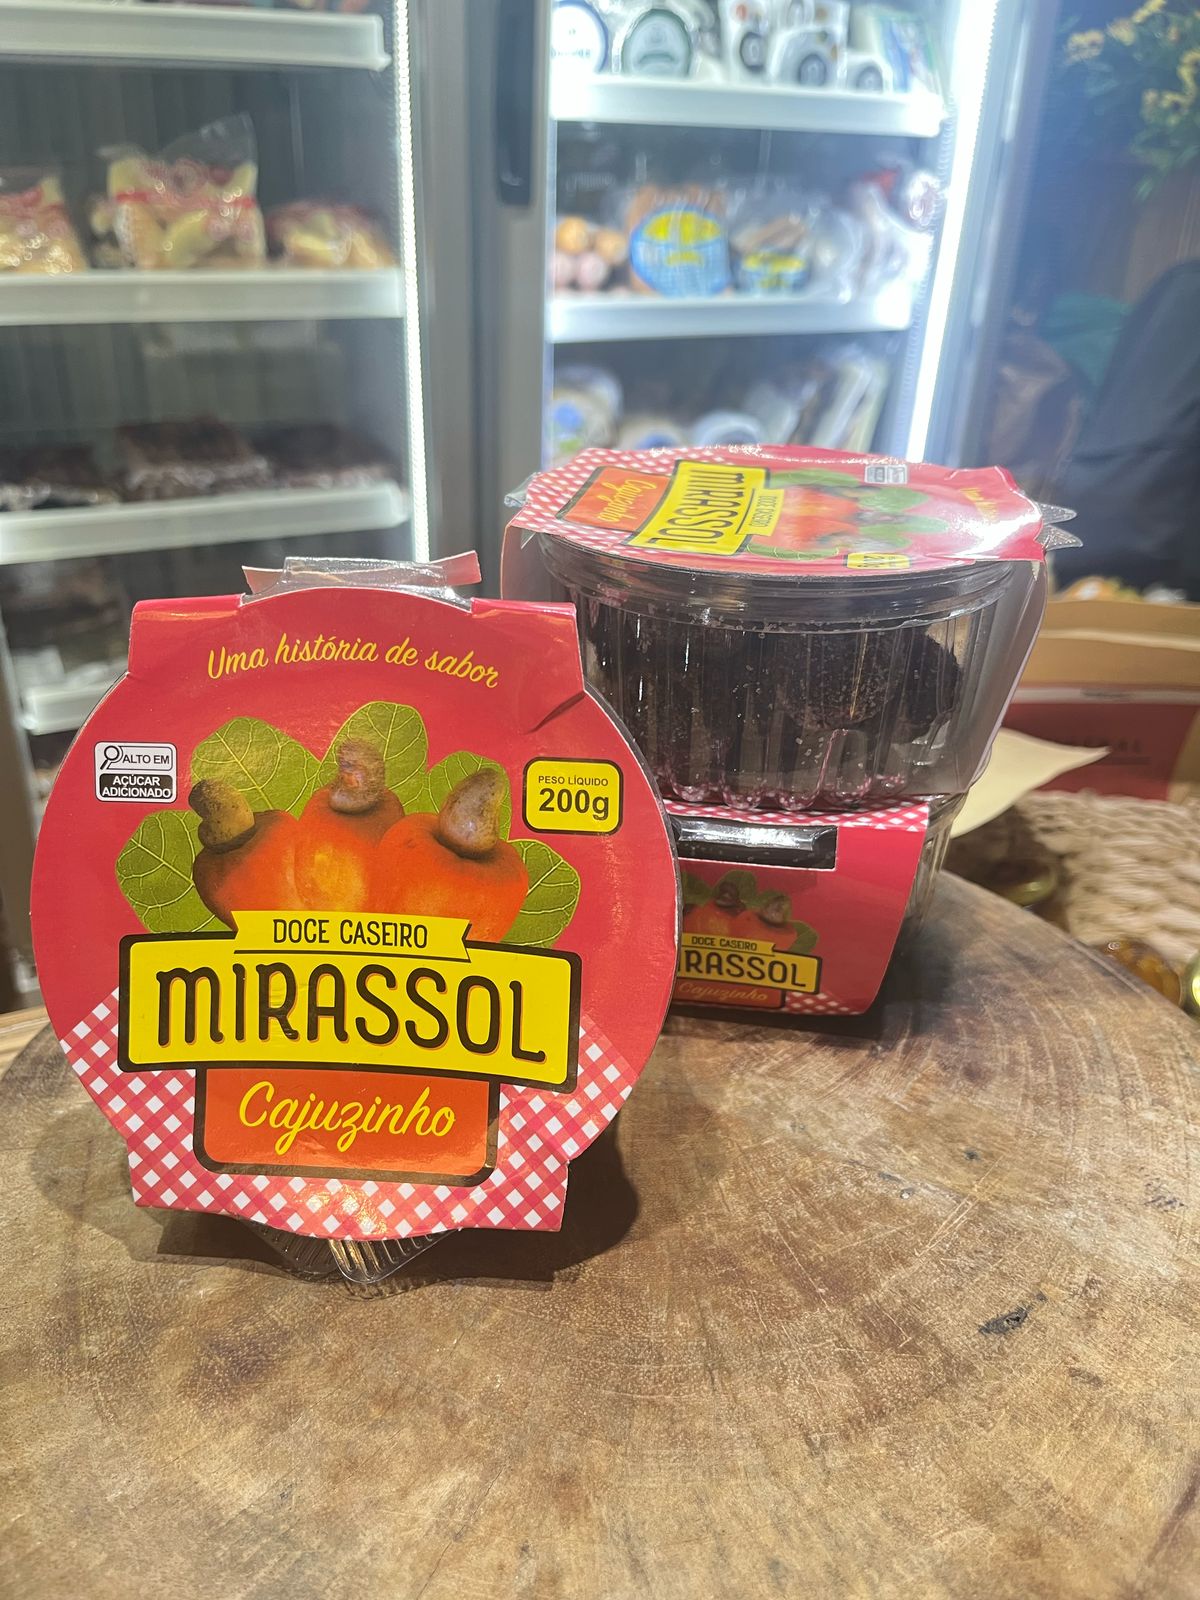 Uma história de sabor
ALTO EM
AÇÚCAR
ADICIONADO
PESO LÍQUIDO
200g
DOCE CASEIRO
MIRASSOL
Cajuzinho
Cajuzinho
MIRASSOL
DOCE CASEIRO
DOCE CASEIRO
IRASSOL
Cajuzinho